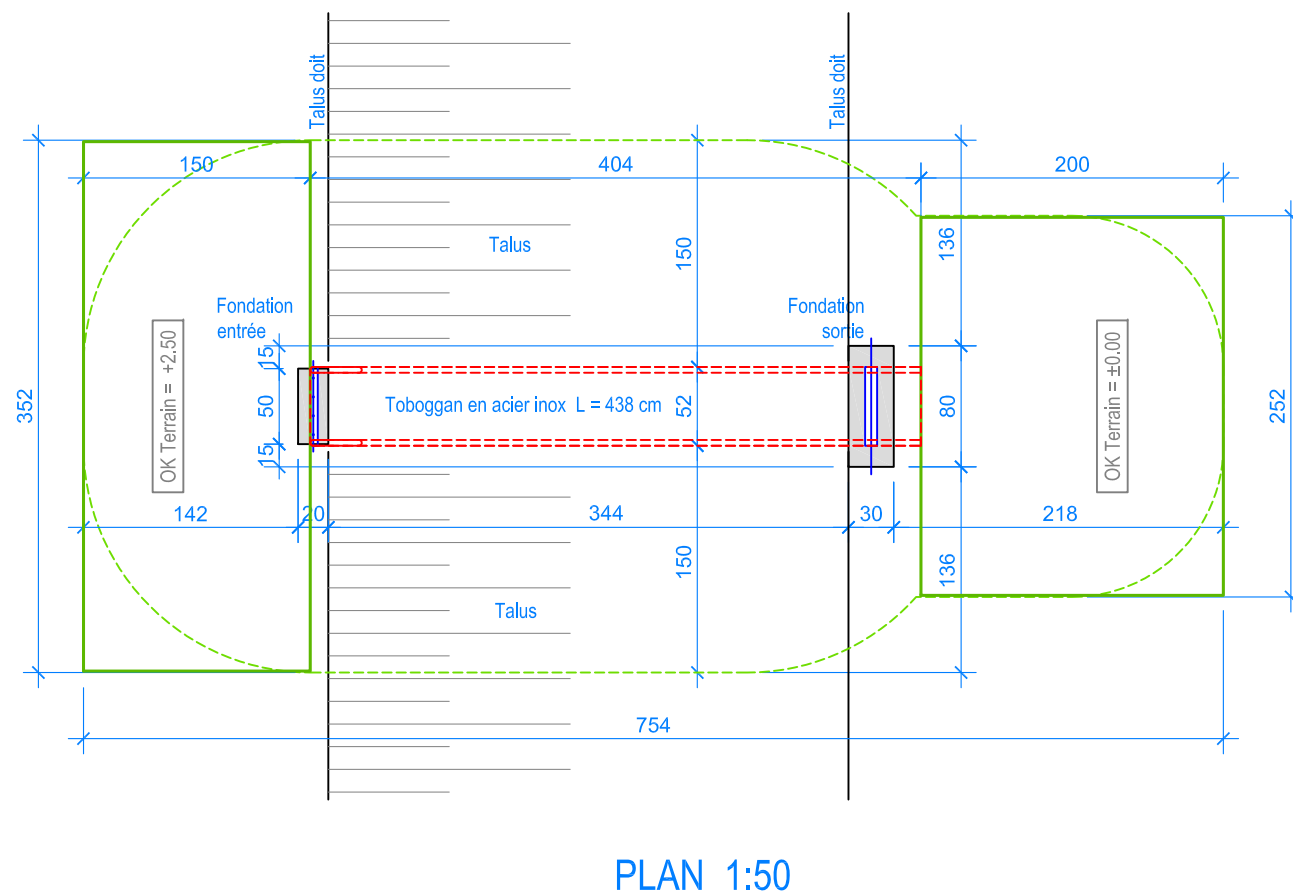 Talus doit
Talus doit
150
404
200
Talus
150
136
Fondation
entrée
Fondation
sortie
OK Terrain = +2.50
OK Terrain = ±0.00
15
50
15
352
Toboggan en acier inox L = 438 cm
52
80
252
142
20
344
30
218
150
136
Talus
754
PLAN 1:50